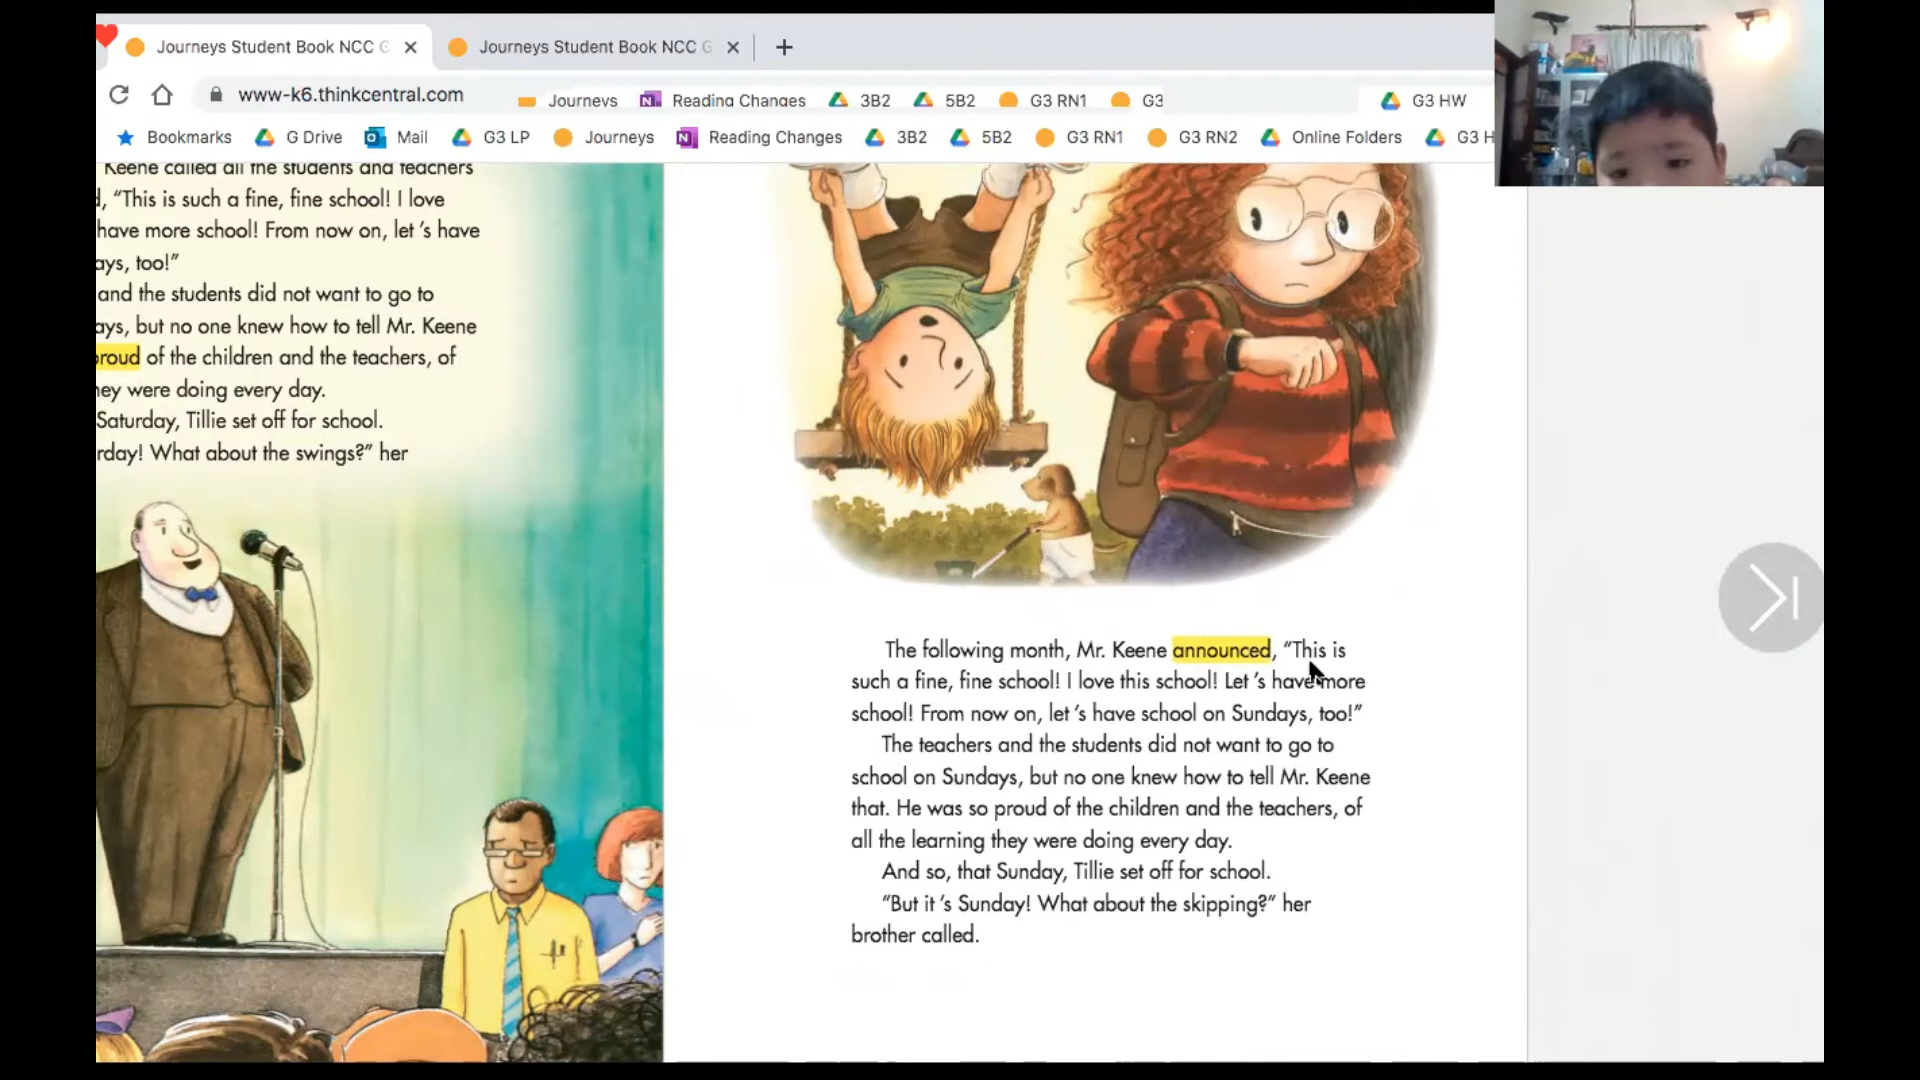 Journeys Student Book NCC G
Journeys Student Book NCC G
www-k6.thinkcentral.com
Journeys
Reading Changes
3B2
5B2
G3 RN1
G3
G3 HW
Bookmarks
G Drive
Mail
G3 LP
Journeys
Reading Changes
3B2
5B2
G3 RN1
G3 RN2
Online Folders
G3 H
Keene called all the students and teachers
d, “This is such a fine, fine school! I love
have more school! From now on, let’s have
ays, too!”
and the students did not want to go to
ays, but no one knew how to tell Mr. Keene
proud of the children and the teachers, of
hey were doing every day.
Saturday, Tillie set off for school.
rday! What about the swings?” her
The following month, Mr. Keene announced, “This is
such a fine, fine school! I love this school! Let’s have more
school! From now on, let’s have school on Sundays, too!”
The teachers and the students did not want to go to
school on Sundays, but no one knew how to tell Mr. Keene
that. He was so proud of the children and the teachers, of
all the learning they were doing every day.
And so, that Sunday, Tillie set off for school.
“But it’s Sunday! What about the skipping?” her
brother called.